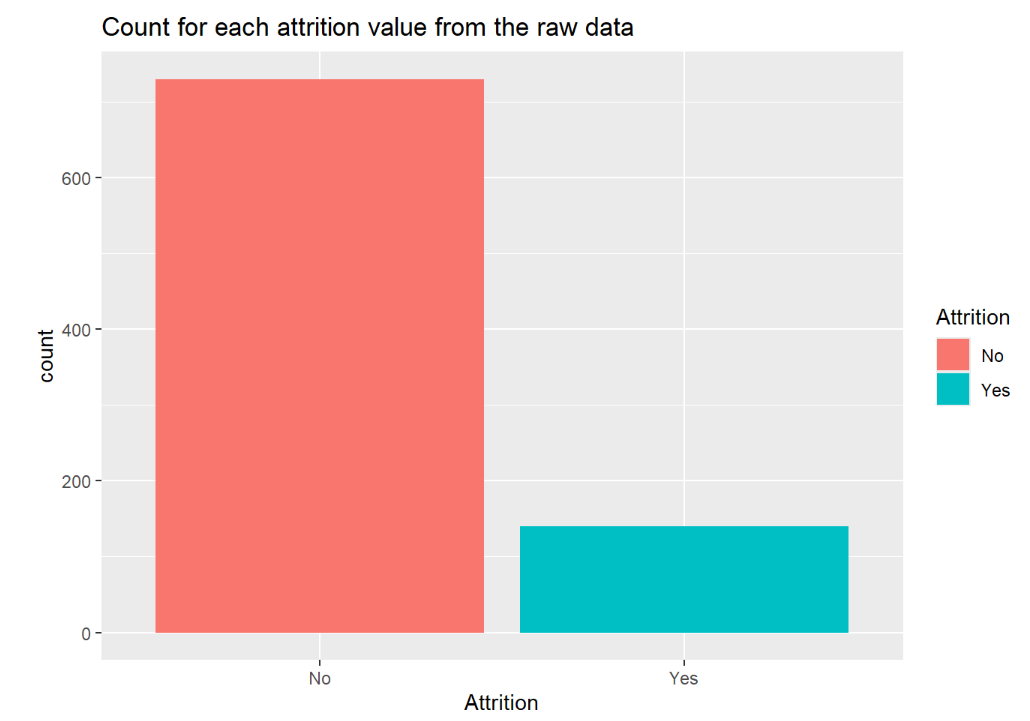 Count for each attrition value from the raw data
600
400
200
0
count
No
Yes
Attrition
Attrition
No
Yes